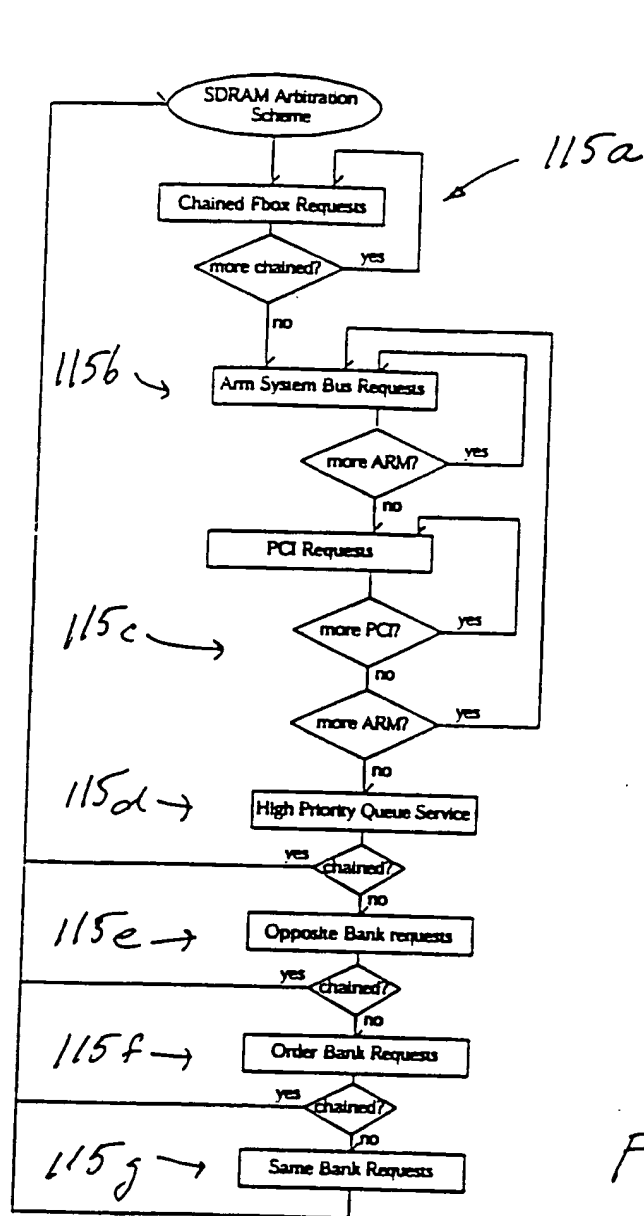 SDRAM Arbitration
Scheme
115a
Chained Fbox Requests
more chained?
yes
no
115b
Arm System Bus Requests
more ARM?
yes
no
PCI Requests
115c
more PCI?
yes
no
more ARM?
yes
no
115d
High Priority Queue Service
yes
chained?
no
115e
Opposite Bank requests
yes
chained?
no
115f
Order Bank Requests
yes
chained?
no
115g
Same Bank Requests
F